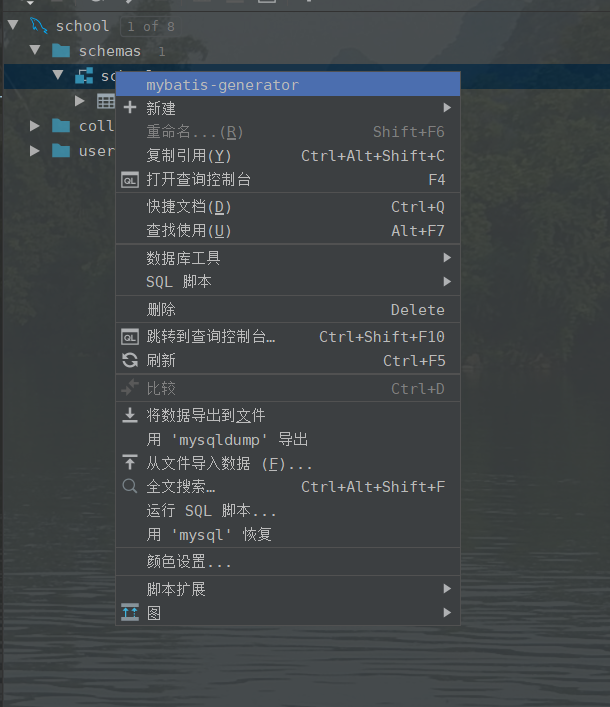 school 1 of 8
schemas 1
mybatis-generator
新建
重命名...(R) Shift+F6
复制引用(Y) Ctrl+Alt+Shift+C
coll
打开查询控制台 F4
user
快捷文档(D) Ctrl+Q
查找使用(U) Alt+F7
数据库工具
SQL 脚本
删除 Delete
跳转到查询控制台… Ctrl+Shift+F10
刷新 Ctrl+F5
比较 Ctrl+D
将数据导出到文件
用 'mysqldump' 导出
从文件导入数据 (F)...
全文搜索… Ctrl+Alt+Shift+F
运行 SQL 脚本...
用 'mysql' 恢复
颜色设置...
脚本扩展
图